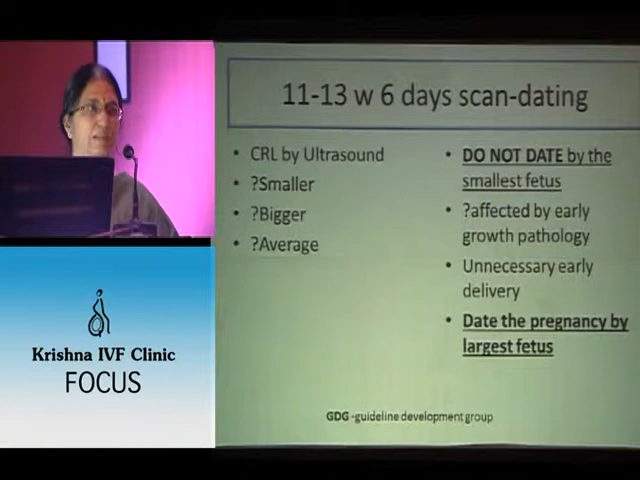 11-13 w 6 days scan-dating
• CRL by Ultrasound
• ?Smaller
• ?Bigger
• ?Average
• DO NOT DATE by the
smallest fetus
• ?affected by early
growth pathology
• Unnecessary early
delivery
• Date the pregnancy by
largest fetus
GDG -guideline development group
Krishna IVF Clinic
FOCUS